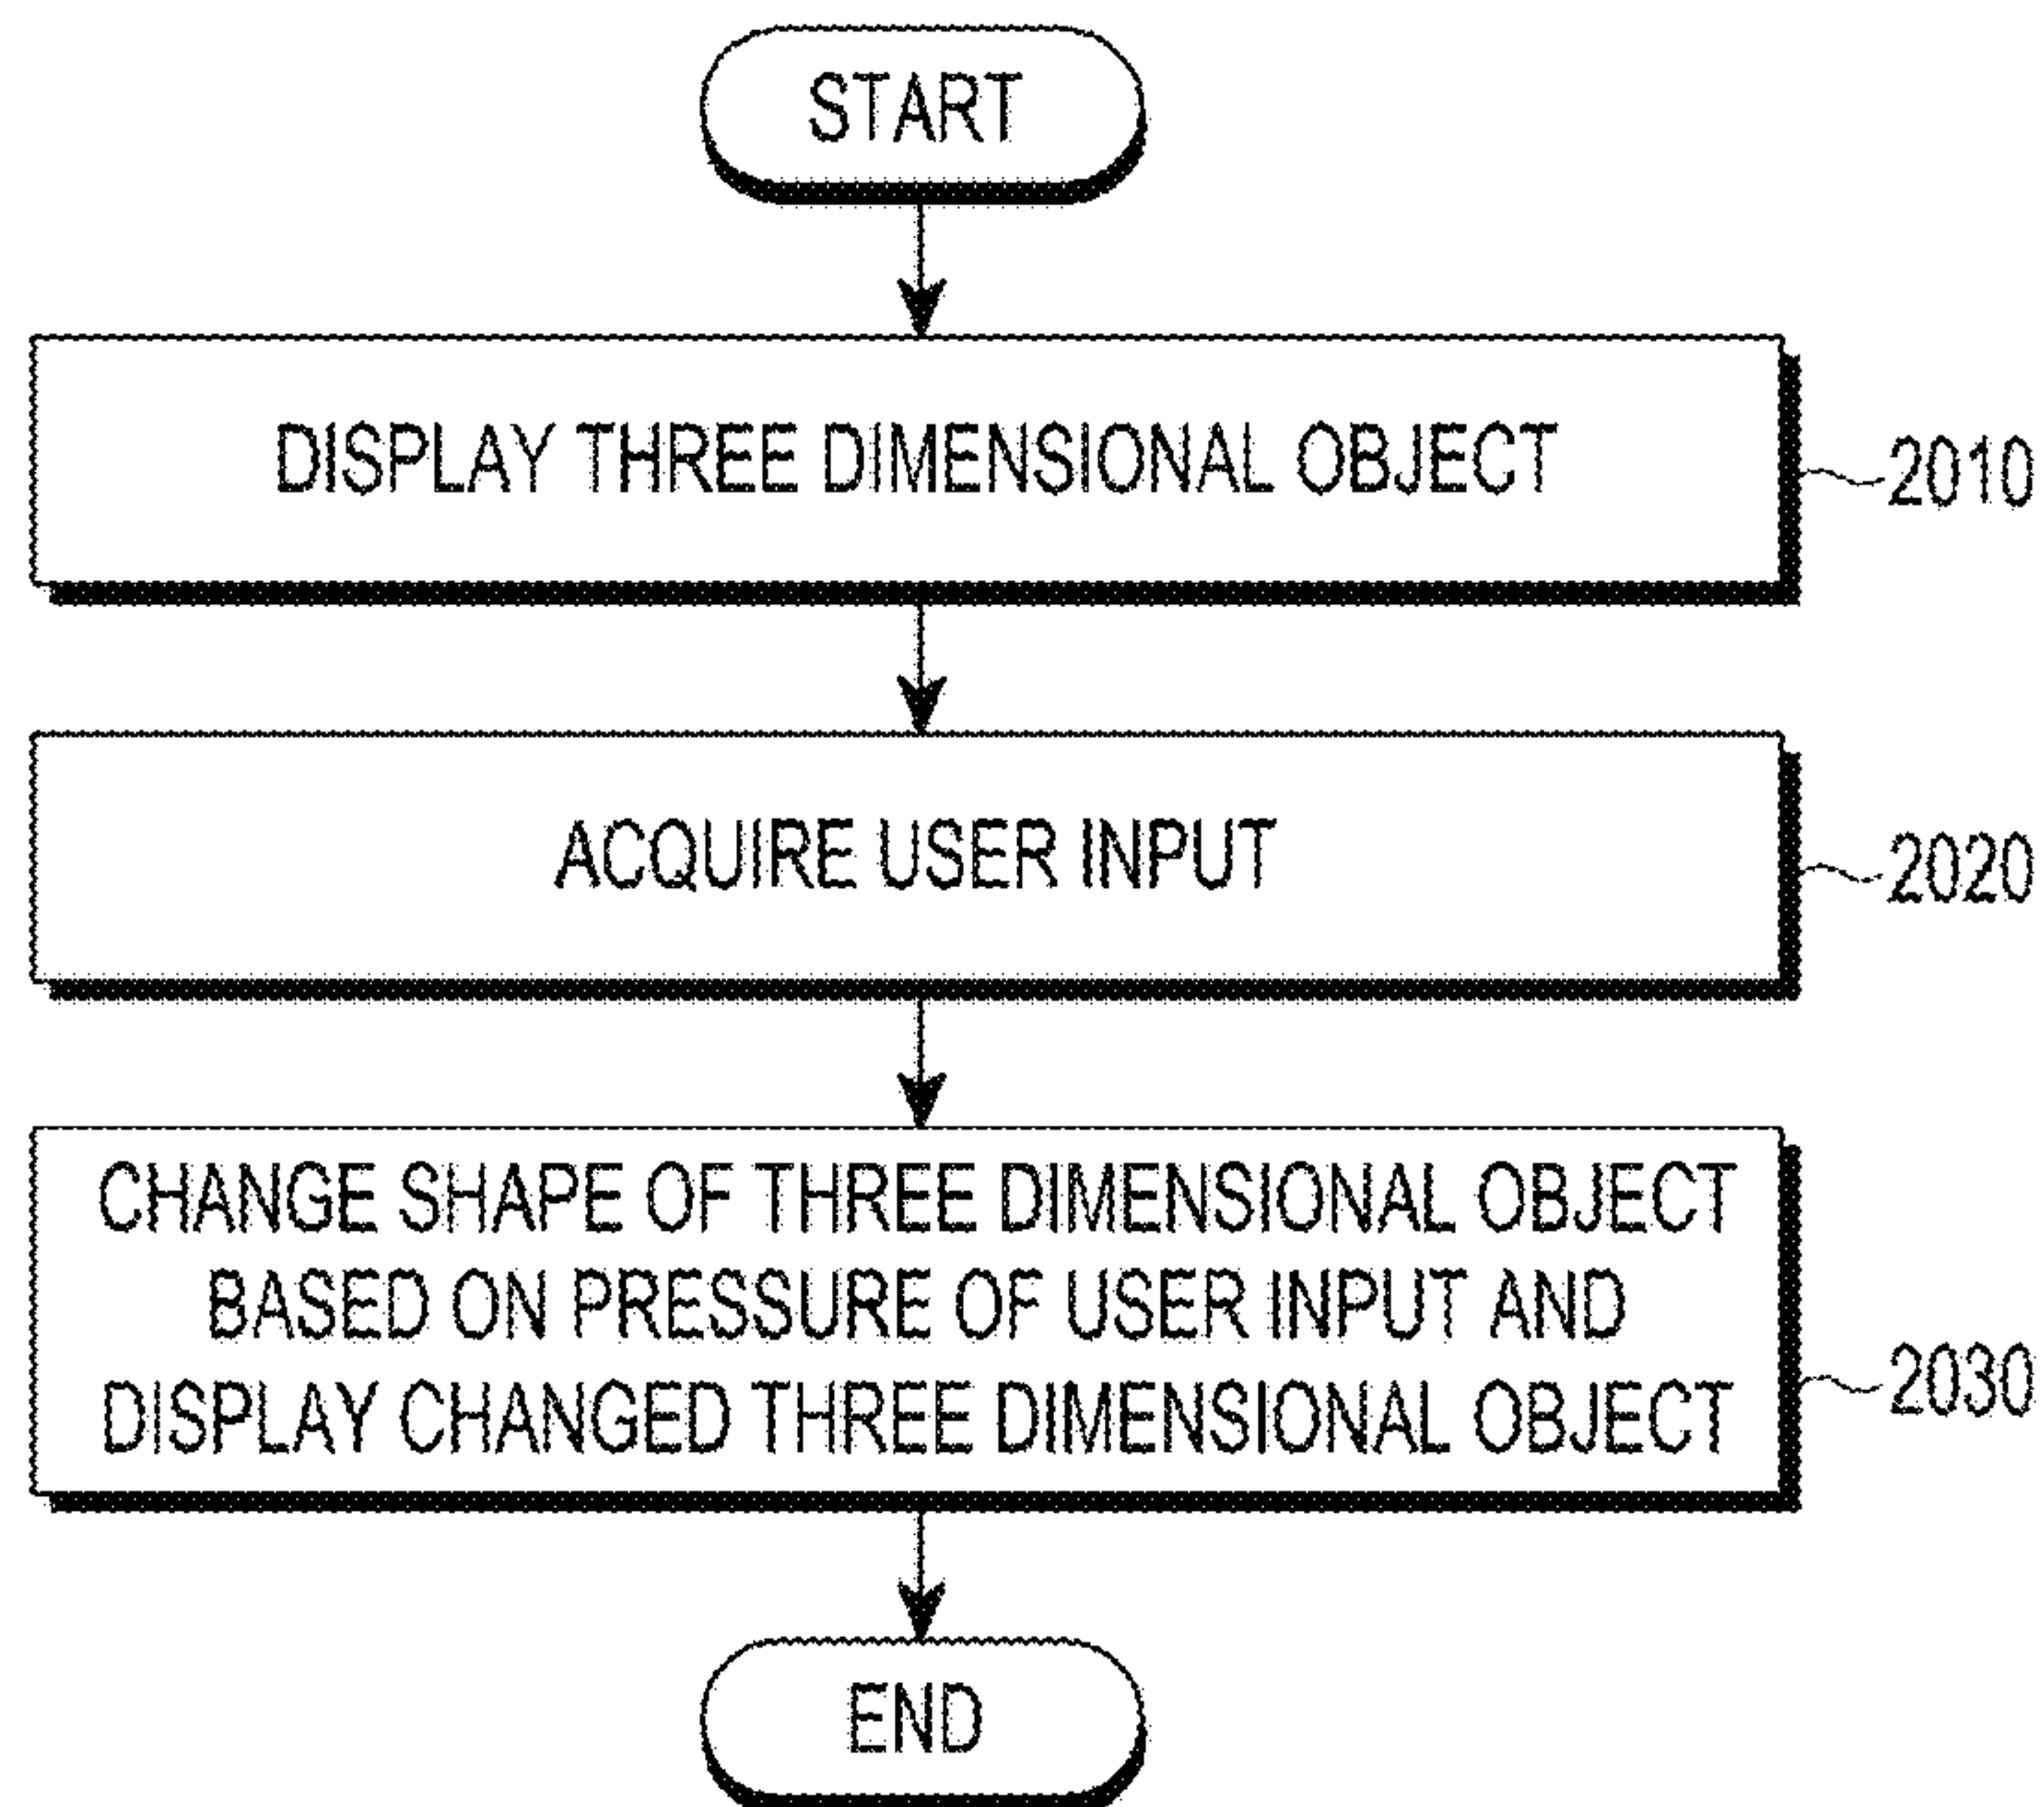 START
DISPLAY THREE DIMENSIONAL OBJECT
2010
ACQUIRE USER INPUT
2020
CHANGE SHAPE OF THREE DIMENSIONAL OBJECT
BASED ON PRESSURE OF USER INPUT AND
DISPLAY CHANGED THREE DIMENSIONAL OBJECT
2030
END